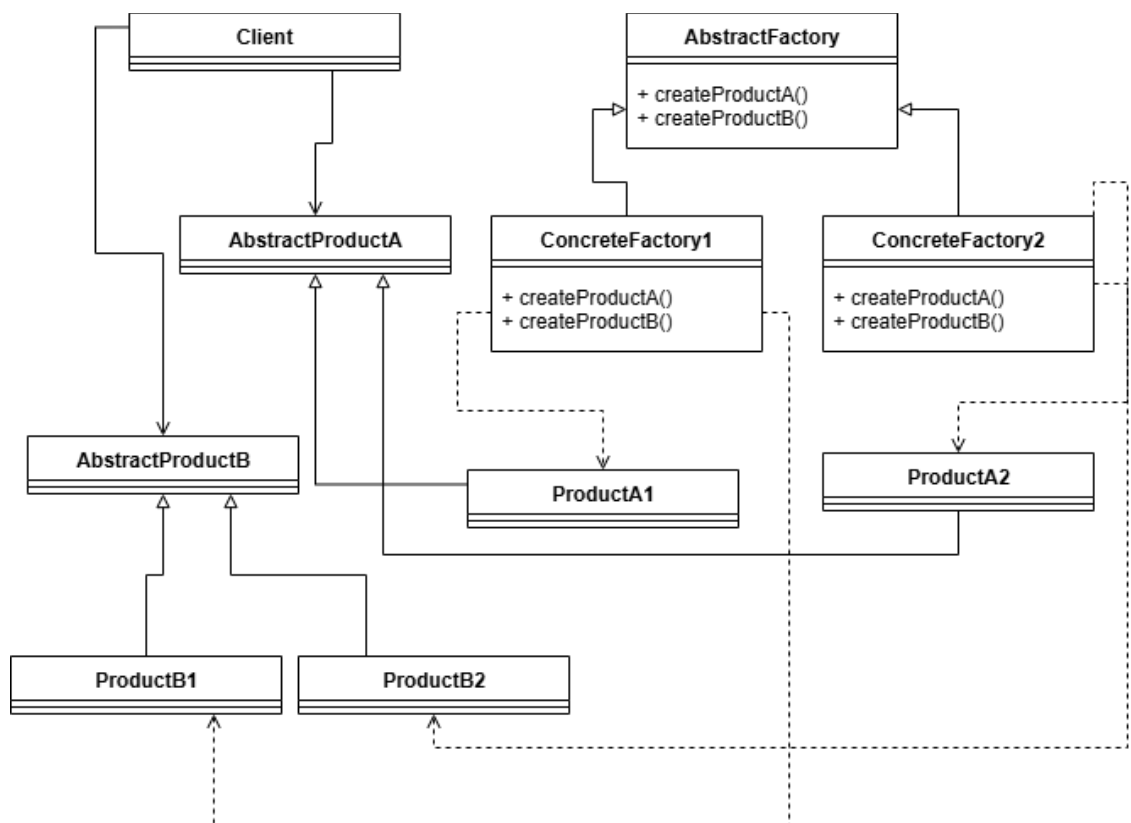 Client
AbstractFactory
+ createProductA()
+ createProductB()
AbstractProductA
ConcreteFactory1
+ createProductA()
+ createProductB()
ConcreteFactory2
+ createProductA()
+ createProductB()
AbstractProductB
ProductA1
ProductA2
ProductB1
ProductB2